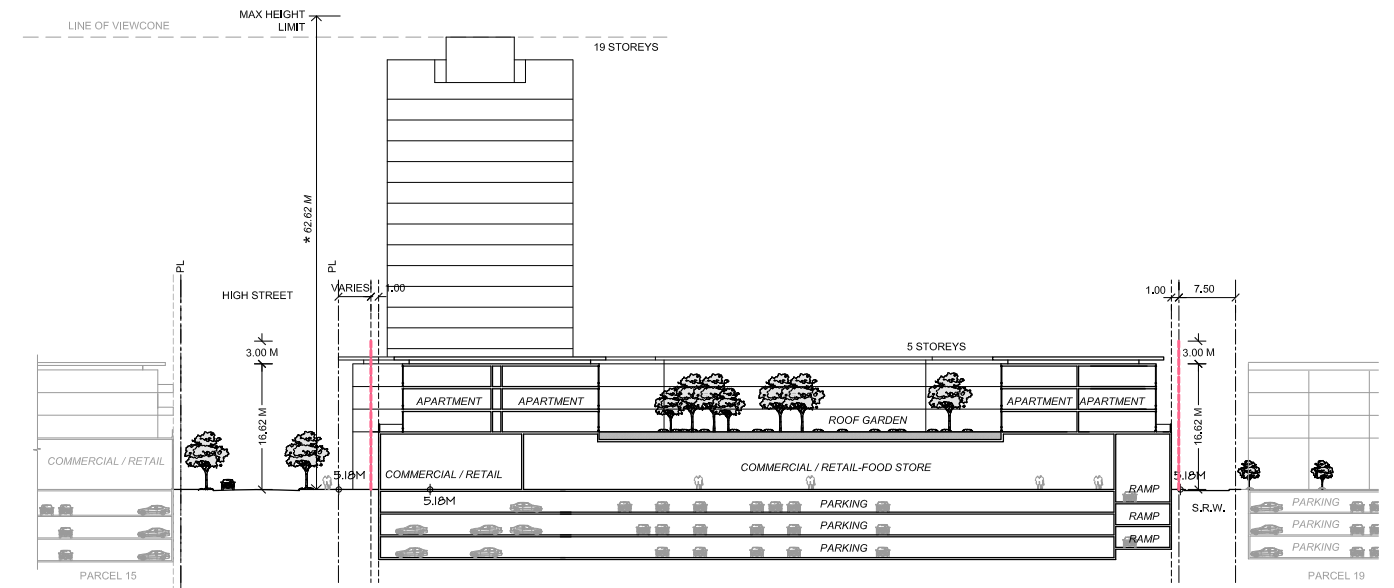 MAX HEIGHT
LIMIT
LINE OF VIEWCONE
19 STOREYS
* 62.62 M
PL
PL
HIGH STREET
VARIES
1.00
1.00
7.50
3.00 M
5 STOREYS
3.00 M
16.62 M
APARTMENT
APARTMENT
APARTMENT
APARTMENT
ROOF GARDEN
16.62 M
COMMERCIAL / RETAIL
COMMERCIAL / RETAIL
COMMERCIAL / RETAIL-FOOD STORE
5.18M
5.18M
5.18M
RAMP
PARKING
PARKING
S.R.W.
RAMP
PARKING
PARKING
RAMP
PARKING
PARKING
PARCEL 15
PARCEL 19